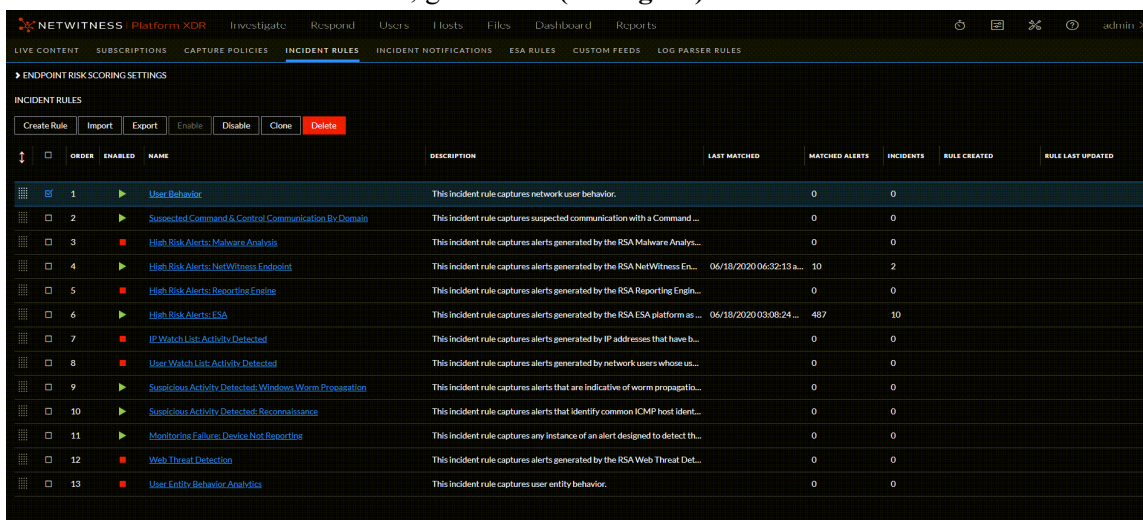 NETWITNESS Platform XDR Investigate Respond Users Hosts Files Dashboard Reports admin
LIVE CONTENT SUBSCRIPTIONS CAPTURE POLICIES INCIDENT RULES INCIDENT NOTIFICATIONS ESA RULES CUSTOM FEEDS LOG PARSER RULES
ENDPOINT RISK SCORING SETTINGS
INCIDENT RULES
Create Rule Import Export Enable Disable Clone Delete
ORDER ENABLED NAME DESCRIPTION LAST MATCHED MATCHED ALERTS INCIDENTS RULE CREATED RULE LAST UPDATED
1 User Behavior This incident rule captures network user behavior. 0 0
2 Suspected Command & Control Communication By Domain This incident rule captures suspected communication with a Command ... 0 0
3 High Risk Alerts: Malware Analysis This incident rule captures alerts generated by the RSA Malware Analys... 0 0
4 High Risk Alerts: NetWitness Endpoint This incident rule captures alerts generated by the RSA NetWitness En... 06/18/2020 06:32:13 a... 10 2
5 High Risk Alerts: Reporting Engine This incident rule captures alerts generated by the RSA Reporting Engin... 0 0
6 High Risk Alerts: ESA This incident rule captures alerts generated by the RSA ESA platform as ... 06/18/2020 03:08:24 ... 487 10
7 IP Watch List: Activity Detected This incident rule captures alerts generated by IP addresses that have b... 0 0
8 User Watch List: Activity Detected This incident rule captures alerts generated by network users whose us... 0 0
9 Suspicious Activity Detected: Windows Worm Propagation This incident rule captures alerts that are indicative of worm propagatio... 0 0
10 Suspicious Activity Detected: Reconnaissance This incident rule captures alerts that identify common ICMP host ident... 0 0
11 Monitoring Failure: Device Not Reporting This incident rule captures any instance of an alert designed to detect th... 0 0
12 Web Threat Detection This incident rule captures alerts generated by the RSA Web Threat Det... 0 0
13 User Entity Behavior Analytics This incident rule captures user entity behavior. 0 0